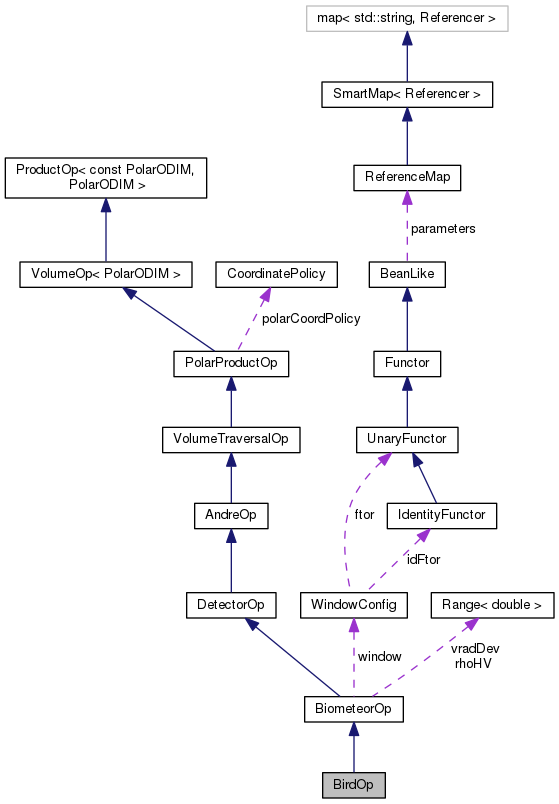 map< std::string, Referencer >
SmartMap< Referencer >
ProductOp< const PolarODIM,
PolarODIM >
ReferenceMap
parameters
VolumeOp< PolarODIM >
CoordinatePolicy
BeanLike
polarCoordPolicy
PolarProductOp
Functor
VolumeTraversalOp
UnaryFunctor
AndreOp
ftor
IdentityFunctor
idFtor
DetectorOp
WindowConfig
Range< double >
window
vradDev
rhoHV
BiometeorOp
BirdOp